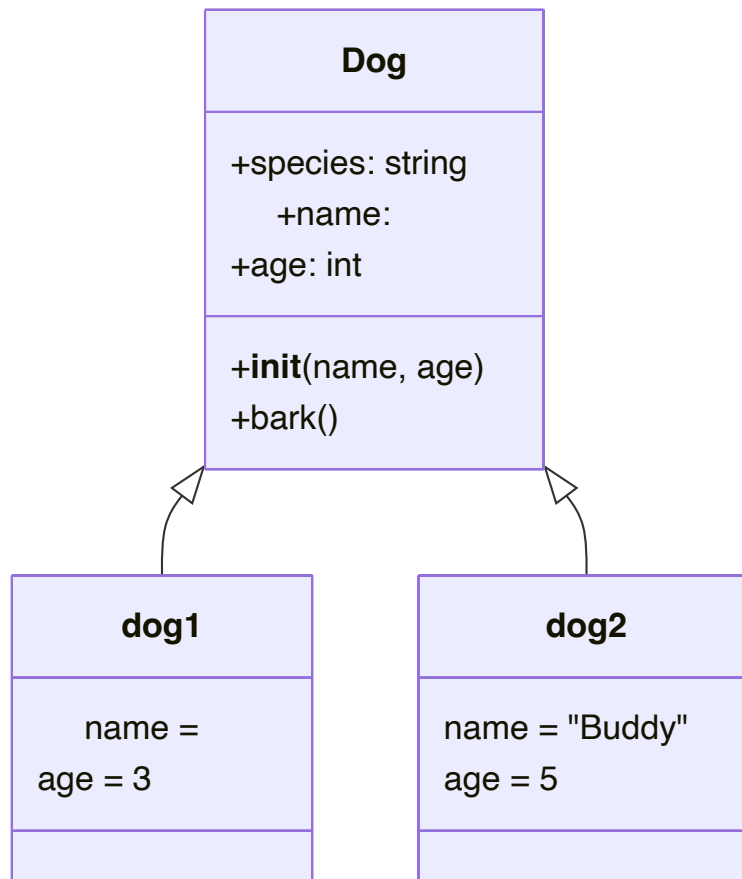 Dog
+species: string
+name:
+age: int
+init(name, age)
+bark()
dog1
name =
age = 3
dog2
name = "Buddy"
age = 5